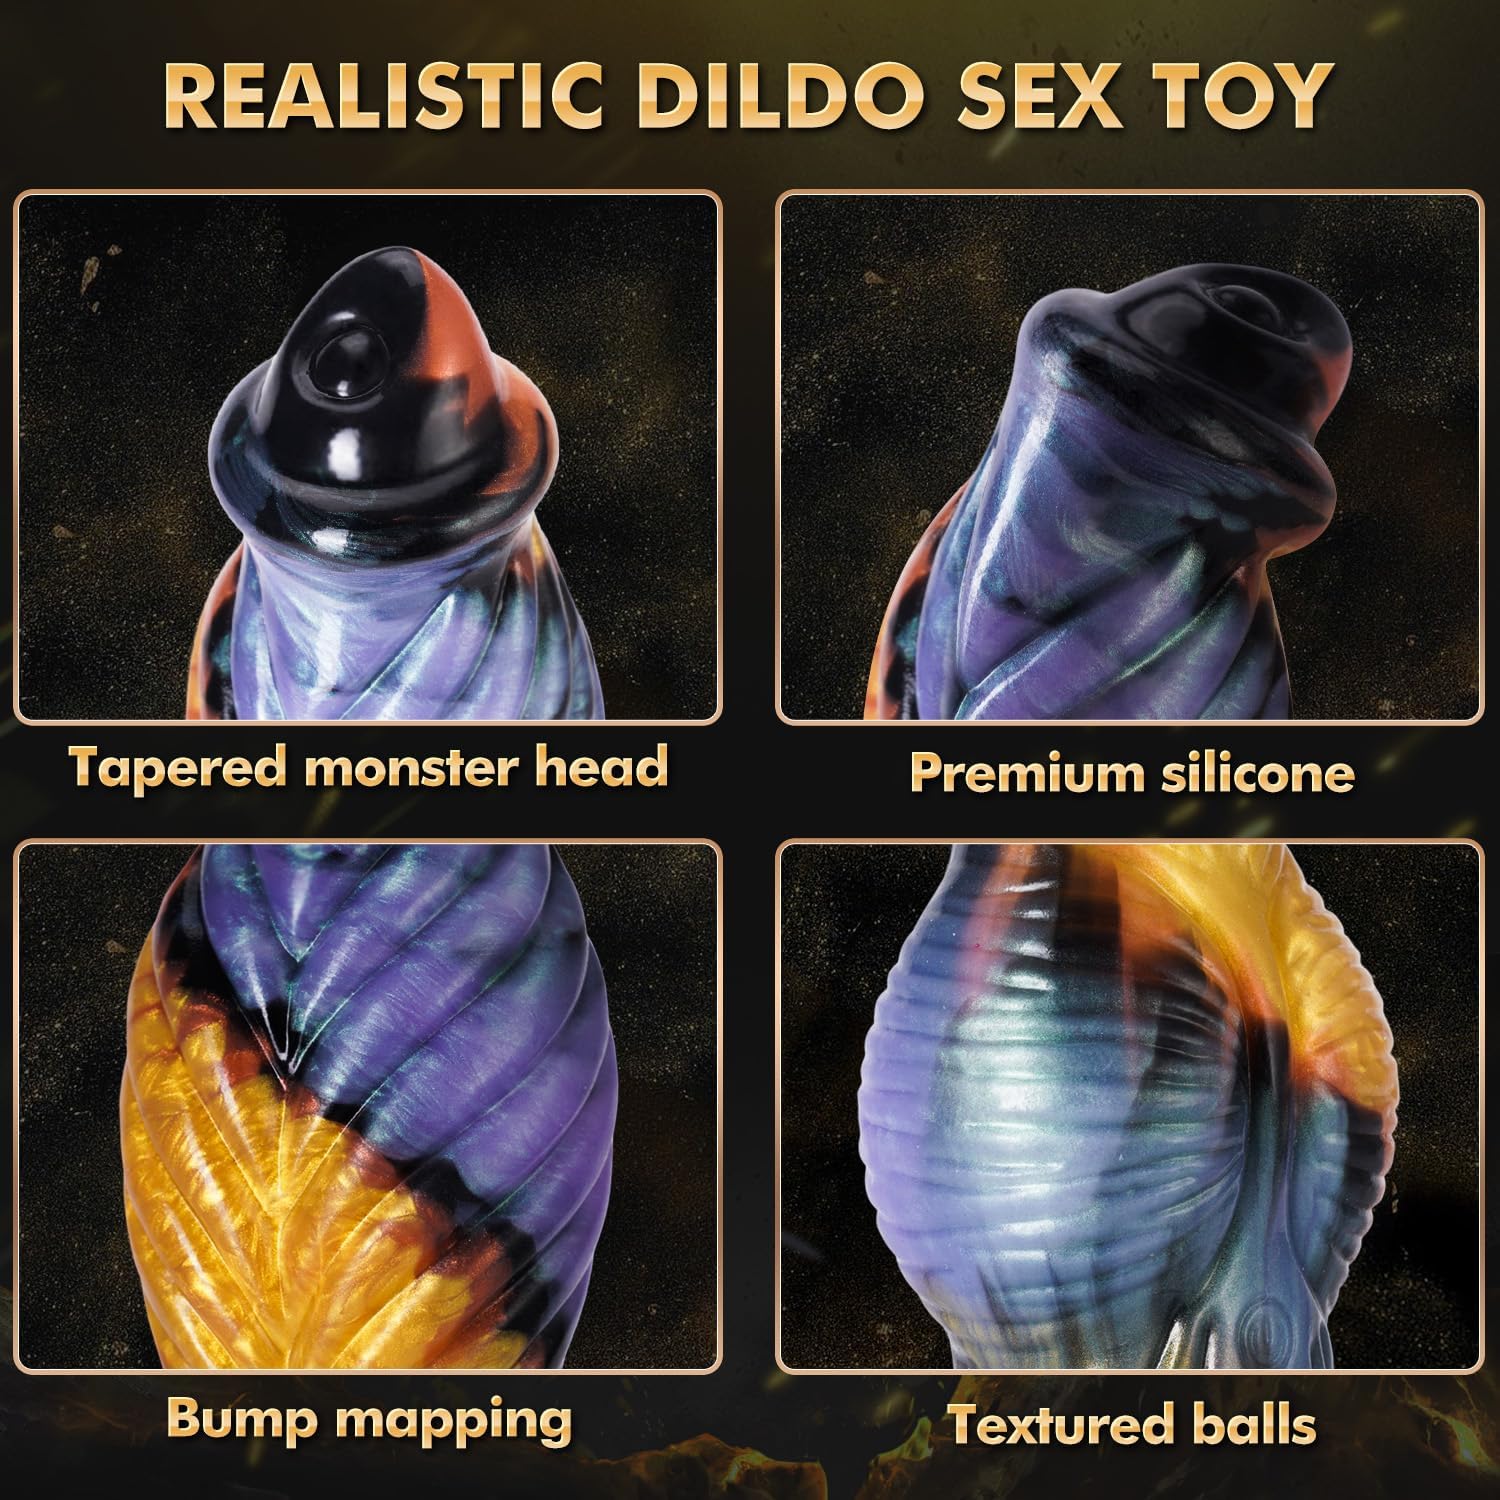 REALISTIC DILDO SEX TOY
Tapered monster head
Premium silicone
Bump mapping
Textured balls